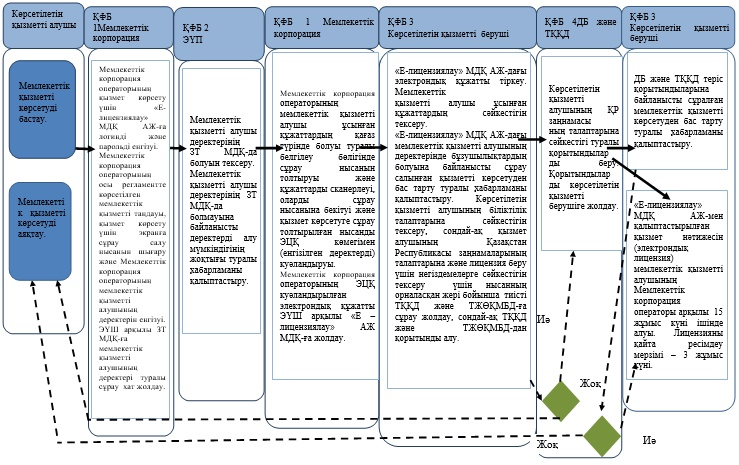 Көрсетілетін
қызметті алушы
Мемлекеттік
қызметті
көрсетуді
бастау.
Мемлекетті
к қызметті
көрсетуді
аяқтау.
ҚФБ
1Мемлекеттік
корпорация
Мемлекеттік
корпорация
операторының
қызмет көрсету
үшін «Е-
лицензиялау»
МДҚ АЖ-ға
логинді және
парольді енгізуі.
Мемлекеттік
корпорация
операторының
осы регламентте
көрсетілген
мемлекеттік
қызметті таңдауы,
қызмет көрсету
үшін экранға
сұрау салу
нысанын шығару
және Мемлекеттік
корпорация
операторының
мемлекеттік
қызметті
алушының
деректерін енгізуі.
ЭҮШ арқылы ЗТ
МДҚ-ға
мемлекеттік
қызметті
алушының
деректері туралы
сұрау хат жолдау.
ҚФБ 2
ЭҮП
Мемлекеттік
қызметті алушы
деректерінің
ЗТ МДҚ-да
болуын тексеру.
Мемлекеттік
қызметті алушы
деректерінің ЗТ
МДҚ-да
болмауына
байланысты
деректерді алу
мүмкіндігінің
жоқтығы туралы
хабарламаны
қалыптастыру.
ҚФБ 1 Мемлекеттік
корпорация
Мемлекеттік корпорация
операторының
мемлекеттік қызметті
алушы ұсынған
құжаттардың қағаз
түрінде болуы туралы
белгілеу бөлігінде
сұрау нысанын
толтыруы және
құжаттарды сканерлеуі,
оларды сұрау
нысанына бекітуі және
қызмет көрсетуге сұрау
толтырылған нысанды
ЭЦҚ көмегімен
(енгізілген деректерді)
куәландыруы.
Мемлекеттік корпорация
операторының ЭЦҚ
куәландырылған
электрондық құжатты
ЭҮШ арқылы «Е –
лицензиялау» АЖ
МДҚ-ға жолдау.
ҚФБ 3
Көрсетілетін қызметті беруші
«Е-лицензиялау» МДҚ АЖ-дағы
электрондық құжатты тіркеу.
Мемлекеттік
қызметті алушы ұсынған
құжаттардың сәйкестігін
тексеру.
«Е-лицензиялау» МДҚ АЖ-дағы
мемлекеттік қызметті алушының
деректерінде бұзушылықтардың
болуына байланысты сұрау
салынған қызметті көрсетуден
бас тарту туралы хабарламаны
қалыптастыру. Көрсетілетін
қызметті алушының біліктілік
талаптарына сәйкестігін
тексеру, сондай-ақ қызмет
алушының Қазақстан
Республикасы заңнамаларының
талаптарына және лицензия беру
үшін негіздемелерге сәйкестігін
тексеру үшін нысанның
орналасқан жері бойынша тиісті
ТҚҚД және ТЖӨҚМБД-ға
сұрау жолдау, сондай-ақ ТҚҚД
және ТЖӨҚМБД-дан
қорытынды алу.
ҚФБ 4ДБ және
ТҚҚД
Көрсетілетін
қызметті
алушының ҚР
заңнамасы
ның талаптарына
сәйкестігі туралы
қорытындылар
ды беру.
Қорытындылар
ды көрсетілетін
қызметті
берушіге жолдау.
ҚФБ 3
Көрсетілетін қызметті
беруші
ДБ және ТҚҚД теріс
қорытындыларына
байланысты сұралған
мемлекеттік қызметті
көрсетуден бас тарту
туралы хабарламаны
қалыптастыру.
«Е-лицензиялау»
МДҚ АЖ-мен
қалыптастырылған
қызмет нәтижесін
(электрондық
лицензия)
мемлекеттік қызметті
алушының
Мемлекеттік
корпорация
операторы арқылы 15
жұмыс күні ішінде
алуы. Лицензияны
қайта ресімдеу
мерзімі – 3 жұмыс
күні.
Иә
Жоқ
Жоқ
Иә